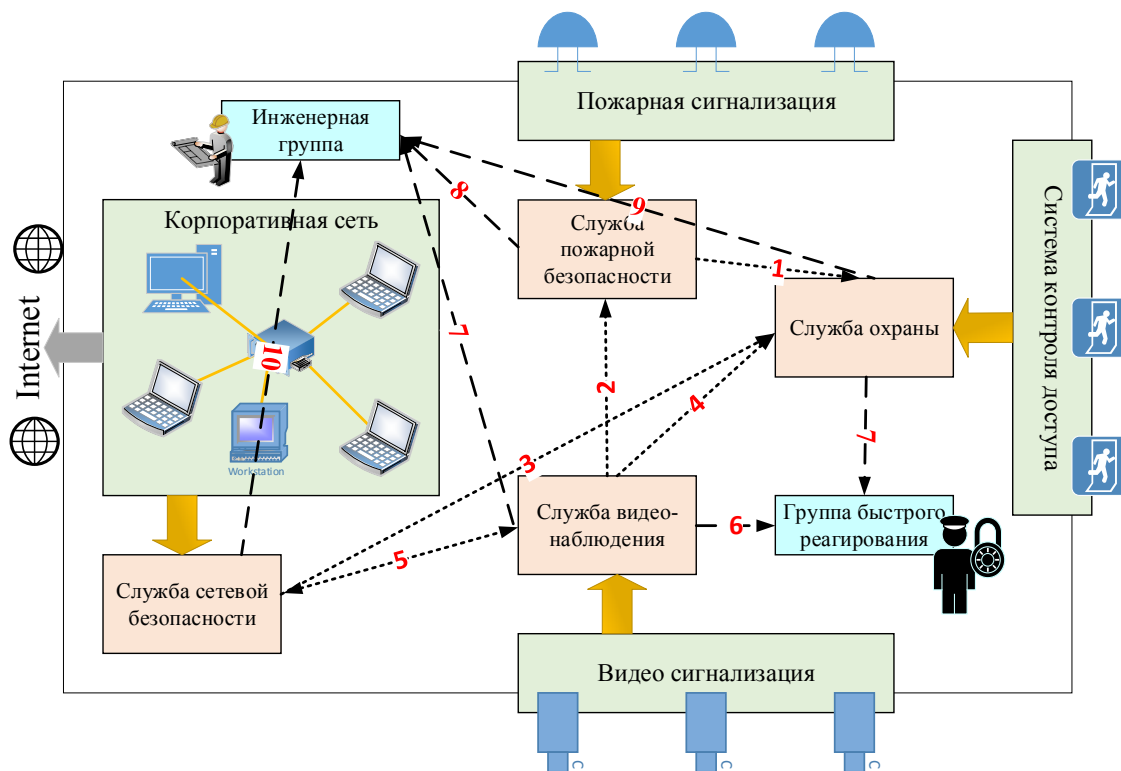 Пожарная сигнализация
Инженерная
группа
8
9
Корпоративная сеть
Служба
пожарной
безопасности
1
Служба охраны
Система контроля
доступа
Internet
10
7
2
4
7
Workstation
3
Служба видео-
наблюдения
6
Группа быстрого
реагирования
5
Служба сетевой
безопасности
Видео сигнализация
C
C
C